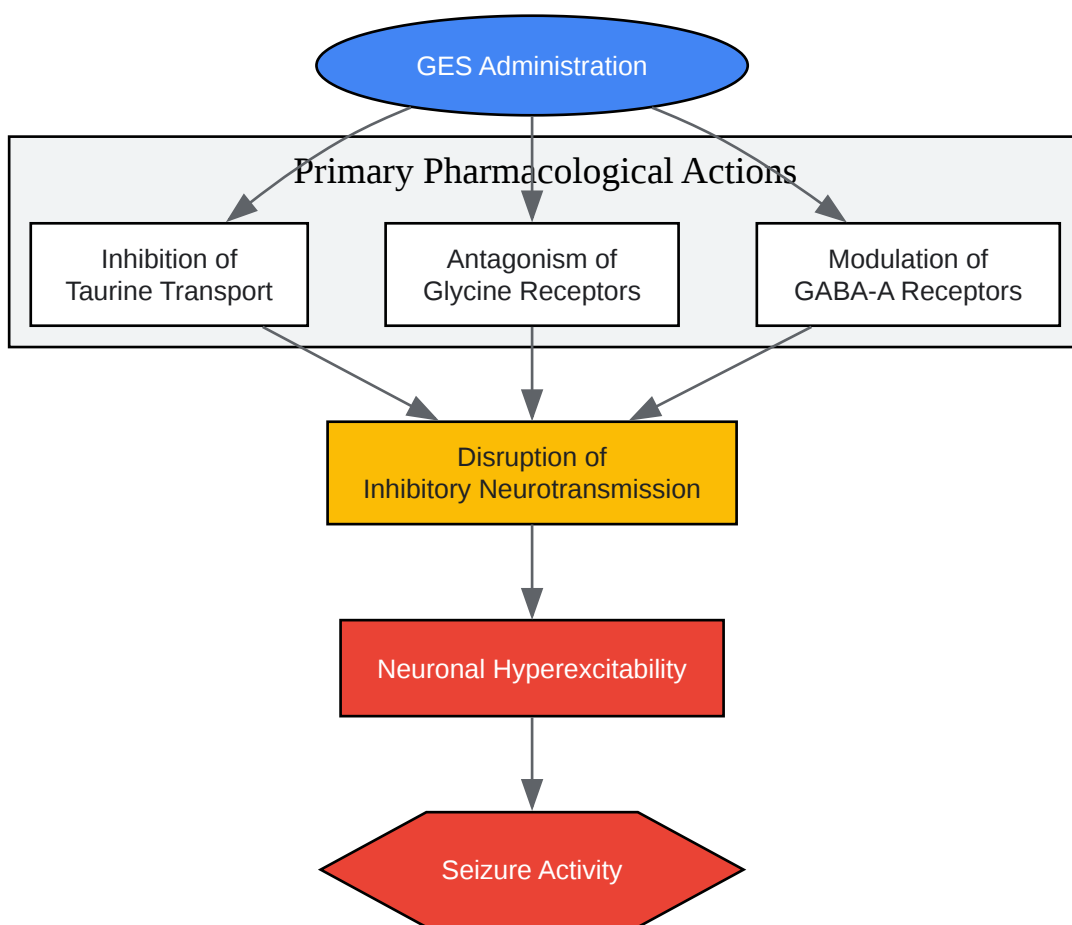 GES Administration
Primary Pharmacological Actions
Inhibition of
Taurine Transport
Antagonism of
Glycine Receptors
Modulation of
GABA-A Receptors
Disruption of
Inhibitory Neurotransmission
Neuronal Hyperexcitability
Seizure Activity